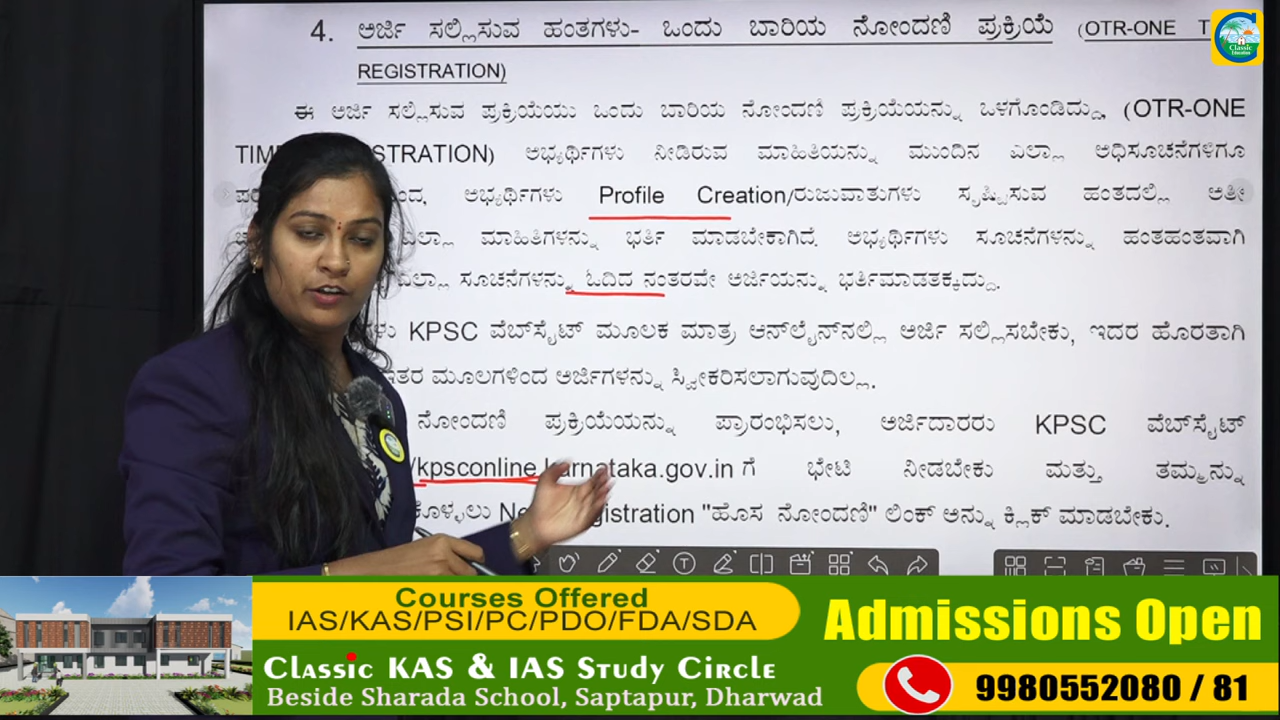 4. ಅರ್ಜಿ ಸಲ್ಲಿಸುವ ಹಂತಗಳು- ಒಂದು ಬಾರಿಯ ನೋಂದಣಿ ಪ್ರಕ್ರಿಯೆ (OTR-ONE
REGISTRATION)
ಈ ಅರ್ಜಿ ಸಲ್ಲಿಸುವ ಪ್ರಕ್ರಿಯೆಯು ಒಂದು ಬಾರಿಯ ನೋಂದಣಿ ಪ್ರಕ್ರಿಯೆಯನ್ನು ಒಳಗೊಂಡಿದ್ದು, (OTR-ONE
ಅಭ್ಯರ್ಥಿಗಳು ನೀಡಿರುವ ಮಾಹಿತಿಯನ್ನು ಮುಂದಿನ ಎಲ್ಲಾ ಅಧಿಸೂಚನೆಗಳಿಗೂ
ಅಭ್ಯರ್ಥಿಗಳು Profile Creation/ರುಜುವಾತುಗಳು ಸೃಷ್ಟಿಸುವ ಹಂತದಲ್ಲಿ ಅತೀ
ಎಲ್ಲಾ ಮಾಹಿತಿಗಳನ್ನು ಭರ್ತಿ ಮಾಡಬೇಕಾಗಿದೆ. ಅಭ್ಯರ್ಥಿಗಳು ಸೂಚನೆಗಳನ್ನು ಹಂತಹಂತವಾಗಿ
ಎಲ್ಲಾ ಸೂಚನೆಗಳನ್ನು ಓದಿದ ನಂತರವೇ ಅರ್ಜಿಯನ್ನು ಭರ್ತಿಮಾಡತಕ್ಕದ್ದು.
KPSC ವೆಬ್‌ಸೈಟ್ ಮೂಲಕ ಮಾತ್ರ ಆನ್‌ಲೈನ್‌ನಲ್ಲಿ ಅರ್ಜಿ ಸಲ್ಲಿಸಬೇಕು, ಇದರ ಹೊರತಾಗಿ
ಇತರ ಮೂಲಗಳಿಂದ ಅರ್ಜಿಗಳನ್ನು ಸ್ವೀಕರಿಸಲಾಗುವುದಿಲ್ಲ.
ನೋಂದಣಿ ಪ್ರಕ್ರಿಯೆಯನ್ನು ಪ್ರಾರಂಭಿಸಲು, ಅರ್ಜಿದಾರರು KPSC ವೆಬ್‌ಸೈಟ್
/kpsconline.karnataka.gov.in ಗೆ ಭೇಟಿ ನೀಡಬೇಕು ಮತ್ತು ತಮ್ಮನ್ನು
"ಹೊಸ ನೋಂದಣಿ" ಲಿಂಕ್ ಅನ್ನು ಕ್ಲಿಕ್ ಮಾಡಬೇಕು.
Classic
Education
Courses Offered
IAS/KAS/PSI/PC/PDO/FDA/SDA
Classic KAS & IAS Study Circle
Beside Sharada School, Saptapur, Dharwad
Admissions Open
9980552080 / 81